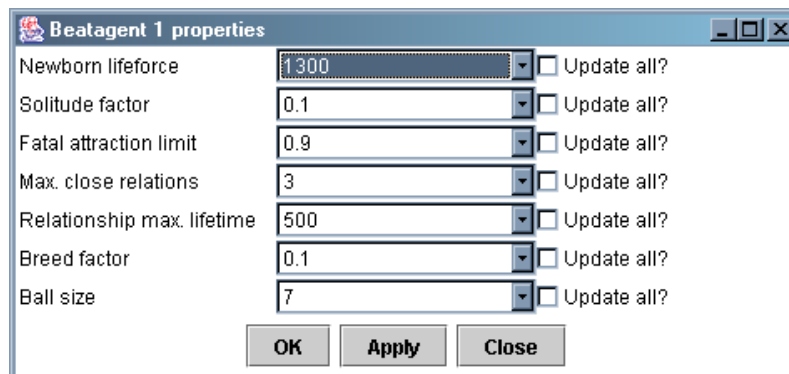 Beatagent 1 properties
Newborn lifeforce 1300 Update all?
Solitude factor 0.1 Update all?
Fatal attraction limit 0.9 Update all?
Max. close relations 3 Update all?
Relationship max. lifetime 500 Update all?
Breed factor 0.1 Update all?
Ball size 7 Update all?
OK Apply Close